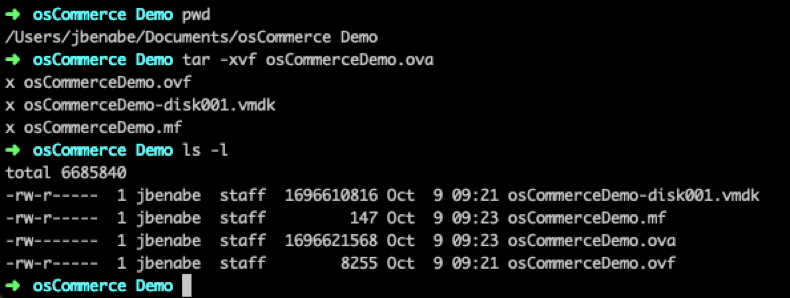 ➜ osCommerce Demo pwd
/Users/jbenabe/Documents/osCommerce Demo
➜ osCommerce Demo tar -xvf osCommerceDemo.ova
x osCommerceDemo.ovf
x osCommerceDemo-disk001.vmdk
x osCommerceDemo.mf
➜ osCommerce Demo ls -l
total 6685840
-rw-r----- 1 jbenabe staff 1696610816 Oct 9 09:21 osCommerceDemo-disk001.vmdk
-rw-r----- 1 jbenabe staff 147 Oct 9 09:23 osCommerceDemo.mf
-rw------- 1 jbenabe staff 1696621568 Oct 9 09:23 osCommerceDemo.ova
-rw-r----- 1 jbenabe staff 8255 Oct 9 09:21 osCommerceDemo.ovf
➜ osCommerce Demo